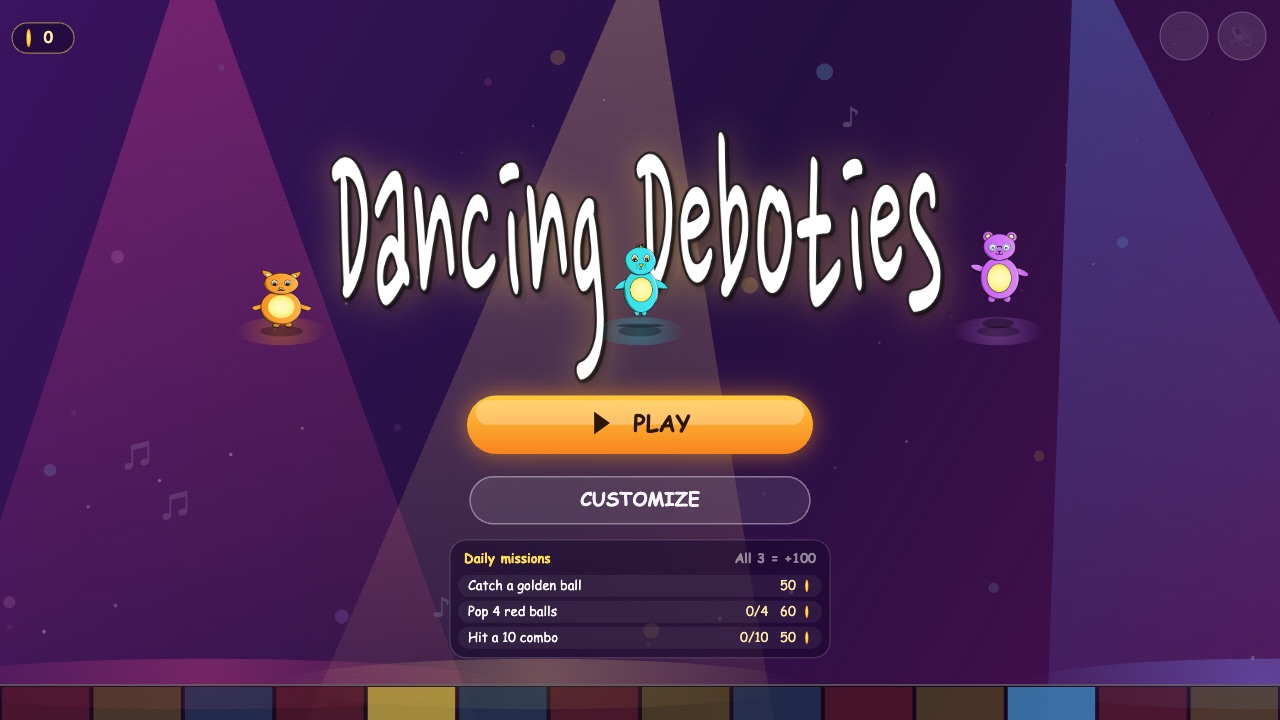 0
Dancing Deboties
PLAY
CUSTOMIZE
Daily missions All 3 = +100
Catch a golden ball 50
Pop 4 red balls 0/4 60
Hit a 10 combo 0/10 50